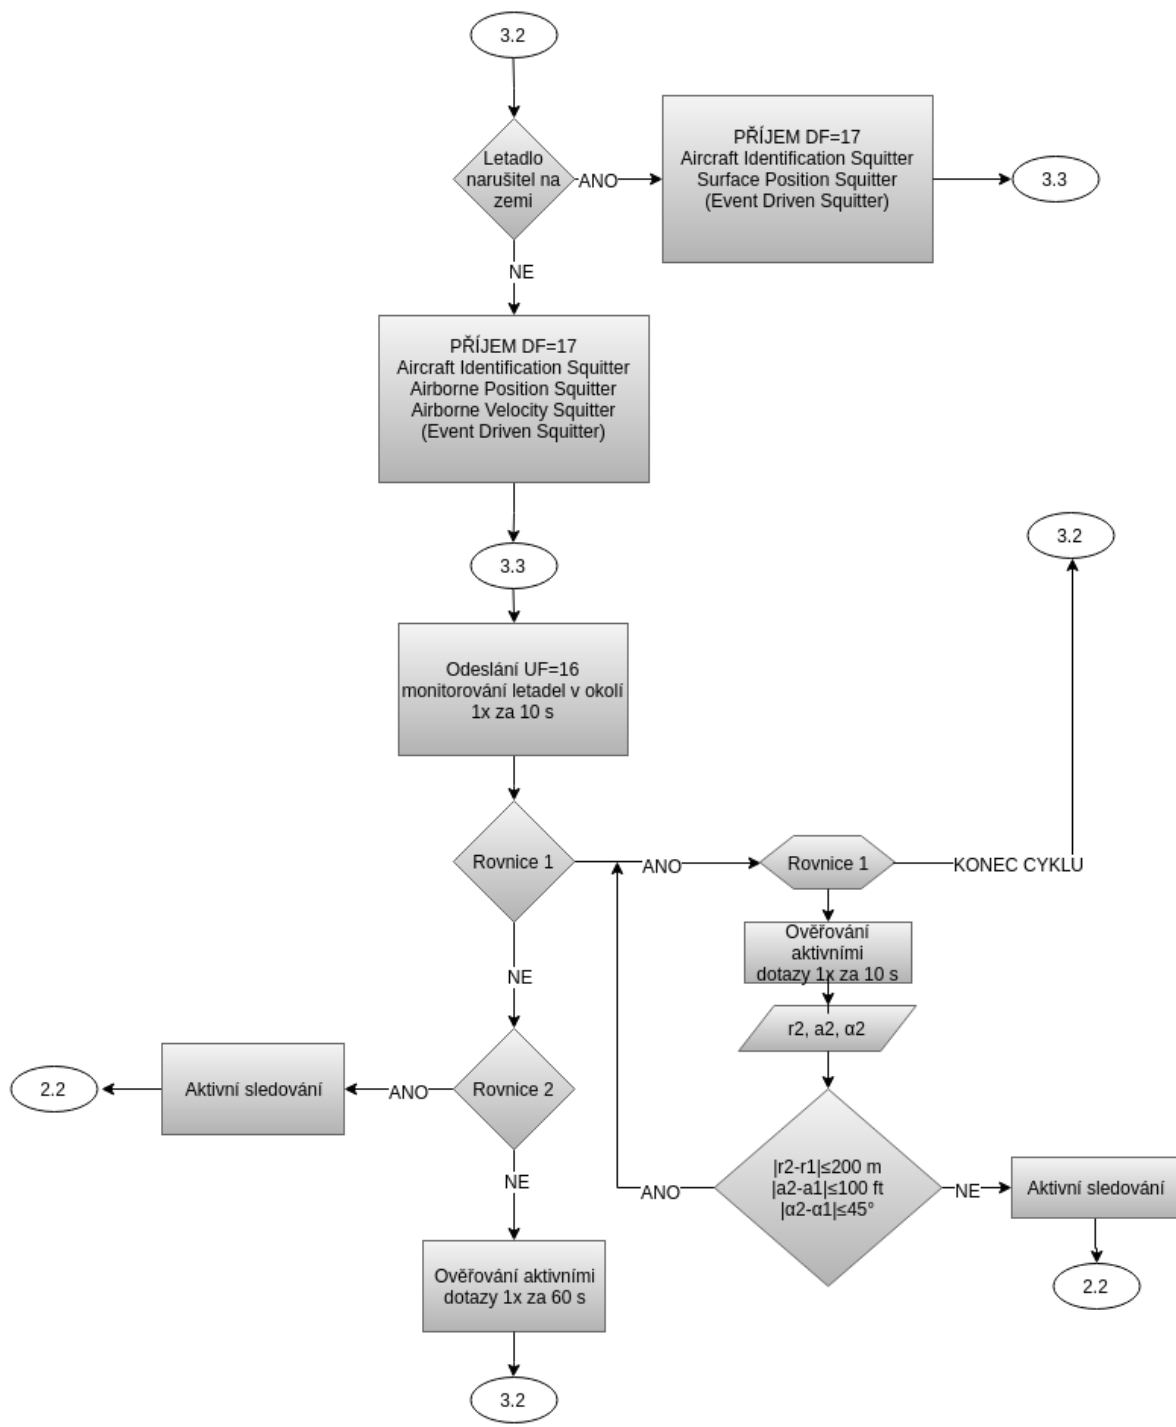 3.2
Letadlo
narušitel na
zemi
ANO
PŘÍJEM DF=17
Aircraft Identification Squitter
Surface Position Squitter
(Event Driven Squitter)
3.3
NE
PŘÍJEM DF=17
Aircraft Identification Squitter
Airborne Position Squitter
Airborne Velocity Squitter
(Event Driven Squitter)
3.3
3.2
Odeslání UF=16
monitorování letadel v okolí
1x za 10 s
Rovnice 1
ANO
Rovnice 1
KONEC CYKLU
Ověřování
aktivními
dotazy 1x za 10 s
NE
r2, a2, α2
2.2
Aktivní sledování
ANO
Rovnice 2
|r2-r1|≤200 m
|a2-a1|≤100 ft
|α2-α1|≤45°
ANO
NE
Aktivní sledování
NE
Ověřování aktivními
dotazy 1x za 60 s
2.2
3.2